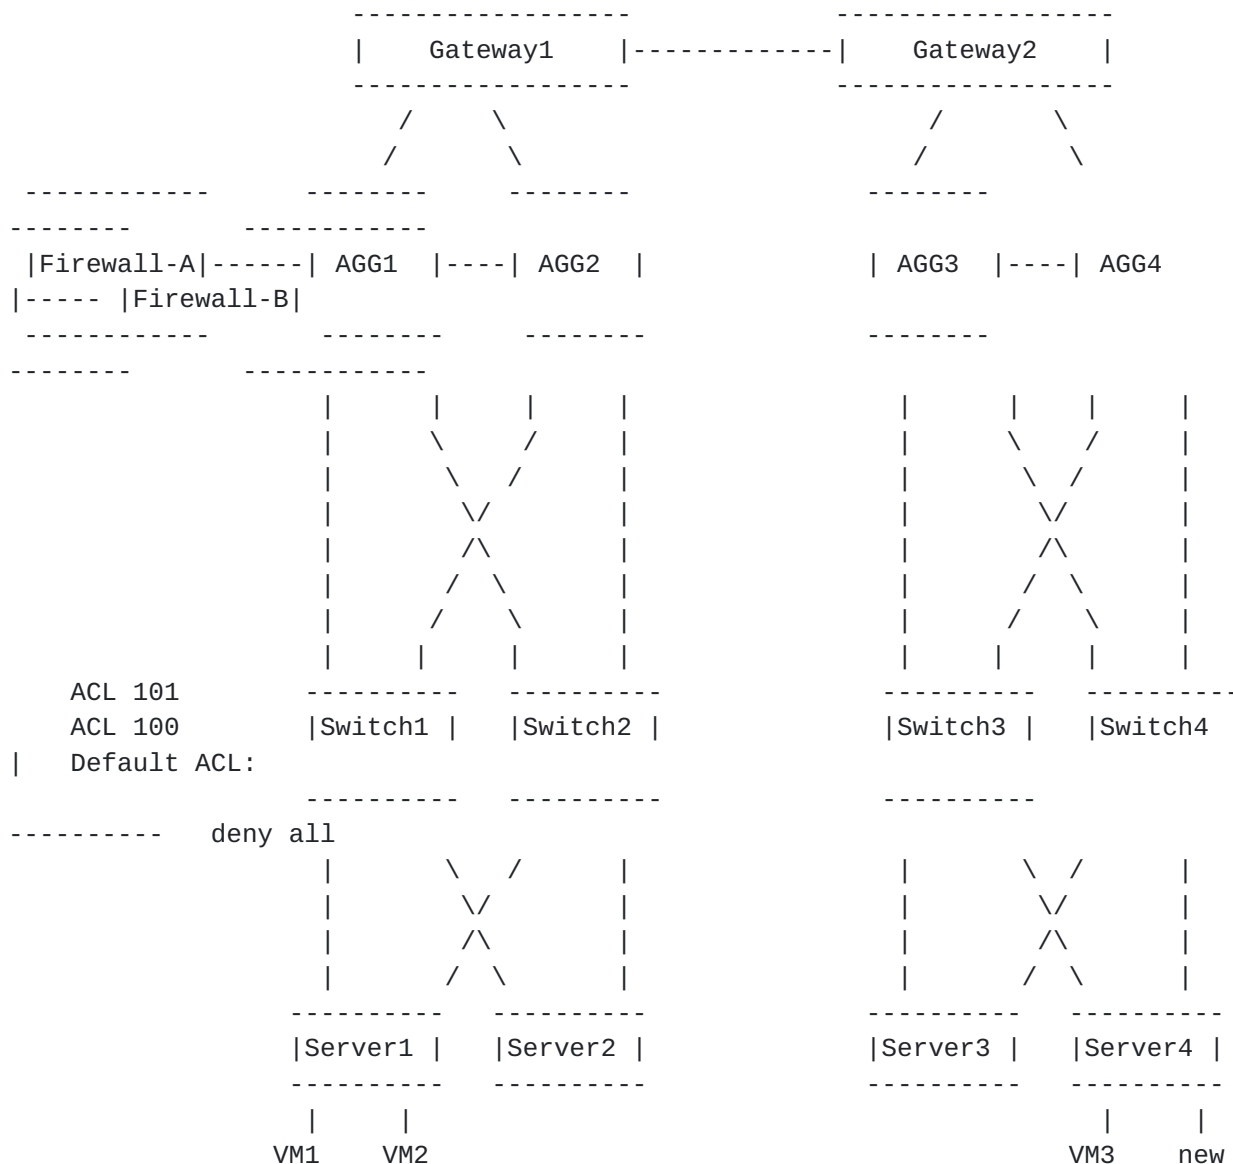 Gateway1 Gateway2
Firewall-A AGG1 AGG2 AGG3 AGG4
Firewall-B
ACL 101
ACL 100 Switch1 Switch2 Switch3 Switch4
Default ACL:
deny all
Server1 Server2 Server3 Server4
VM1 VM2 VM3 new